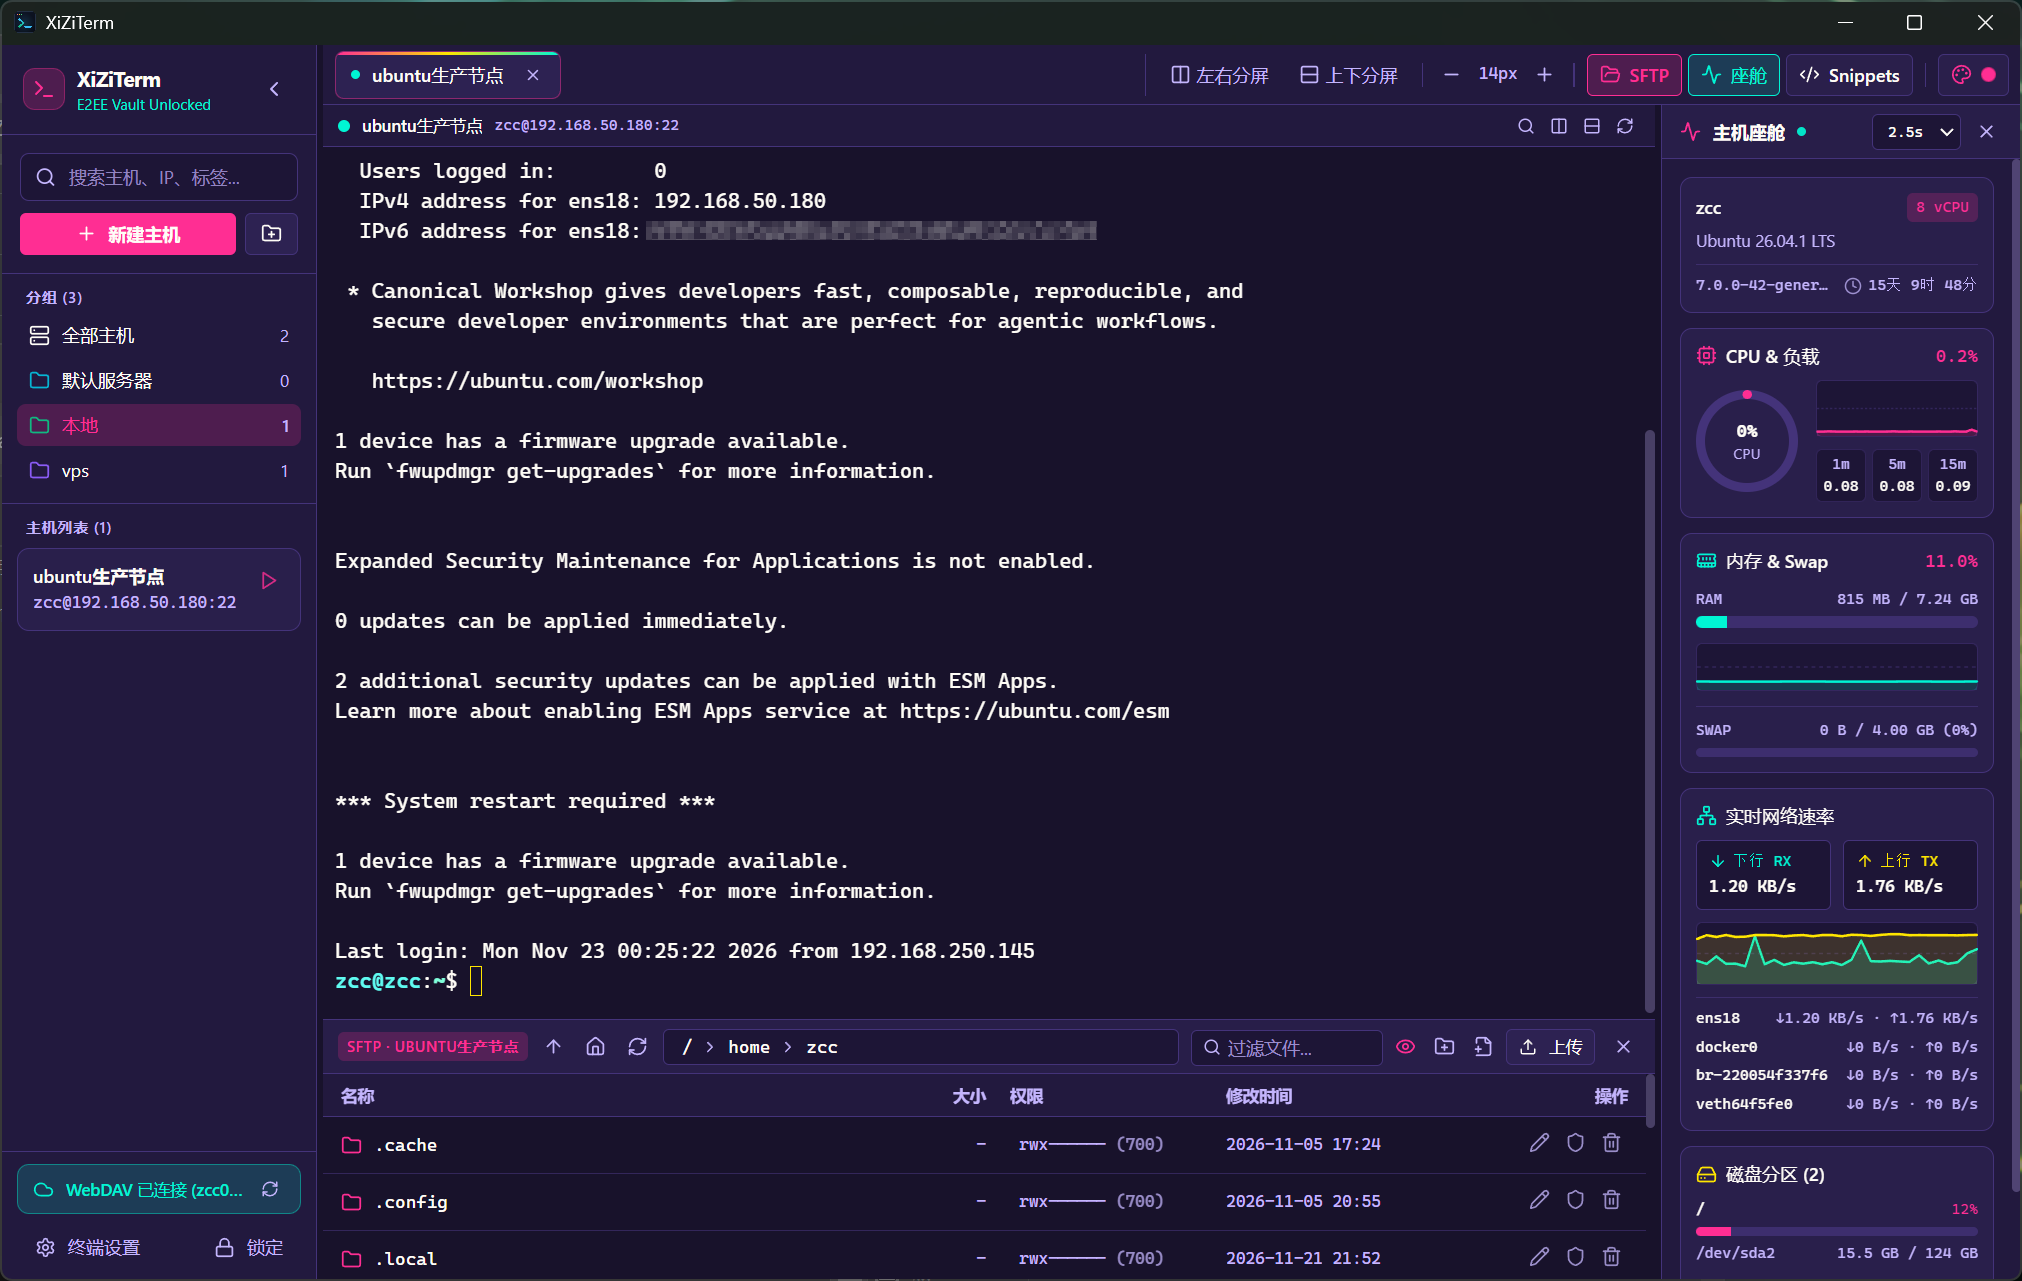 XiZiTerm
XiZiTerm
E2EE Vault Unlocked
搜索主机、IP、标签...
新建主机
分组 (3)
全部主机 2
默认服务器 0
本地 1
vps 1
主机列表 (1)
ubuntu生产节点
zcc@192.168.50.180:22
WebDAV 已连接 (zcc0...
终端设置 锁定
ubuntu生产节点
左右分屏 上下分屏 14px SFTP 座舱 Snippets
ubuntu生产节点 zcc@192.168.50.180:22
Users logged in: 0
IPv4 address for ens18: 192.168.50.180
IPv6 address for ens18:
* Canonical Workshop gives developers fast, composable, reproducible, and
secure developer environments that are perfect for agentic workflows.
https://ubuntu.com/workshop
1 device has a firmware upgrade available.
Run `fwupdmgr get-upgrades` for more information.
Expanded Security Maintenance for Applications is not enabled.
0 updates can be applied immediately.
2 additional security updates can be applied with ESM Apps.
Learn more about enabling ESM Apps service at https://ubuntu.com/esm
*** System restart required ***
1 device has a firmware upgrade available.
Run `fwupdmgr get-upgrades` for more information.
Last login: Mon Nov 23 00:25:22 2026 from 192.168.250.145
zcc@zcc:~$
SFTP · UBUNTU生产节点 / > home > zcc 过滤文件... 上传
名称 大小 权限 修改时间 操作
.cache - rwx------ (700) 2026-11-05 17:24
.config - rwx------ (700) 2026-11-05 20:55
.local - rwx------ (700) 2026-11-21 21:52
主机座舱 2.5s
zcc 8 vCPU
Ubuntu 26.04.1 LTS
7.0.0-42-gener... 15天 9时 48分
CPU & 负载 0.2%
0%
CPU
1m 5m 15m
0.08 0.08 0.09
内存 & Swap 11.0%
RAM 815 MB / 7.24 GB
SWAP 0 B / 4.00 GB (0%)
实时网络速率
↓ 下行 RX ↑ 上行 TX
1.20 KB/s 1.76 KB/s
ens18 ↓1.20 KB/s · ↑1.76 KB/s
docker0 ↓0 B/s · ↑0 B/s
br-220054f337f6 ↓0 B/s · ↑0 B/s
veth64f5fe0 ↓0 B/s · ↑0 B/s
磁盘分区 (2)
/ 12%
/dev/sda2 15.5 GB / 124 GB